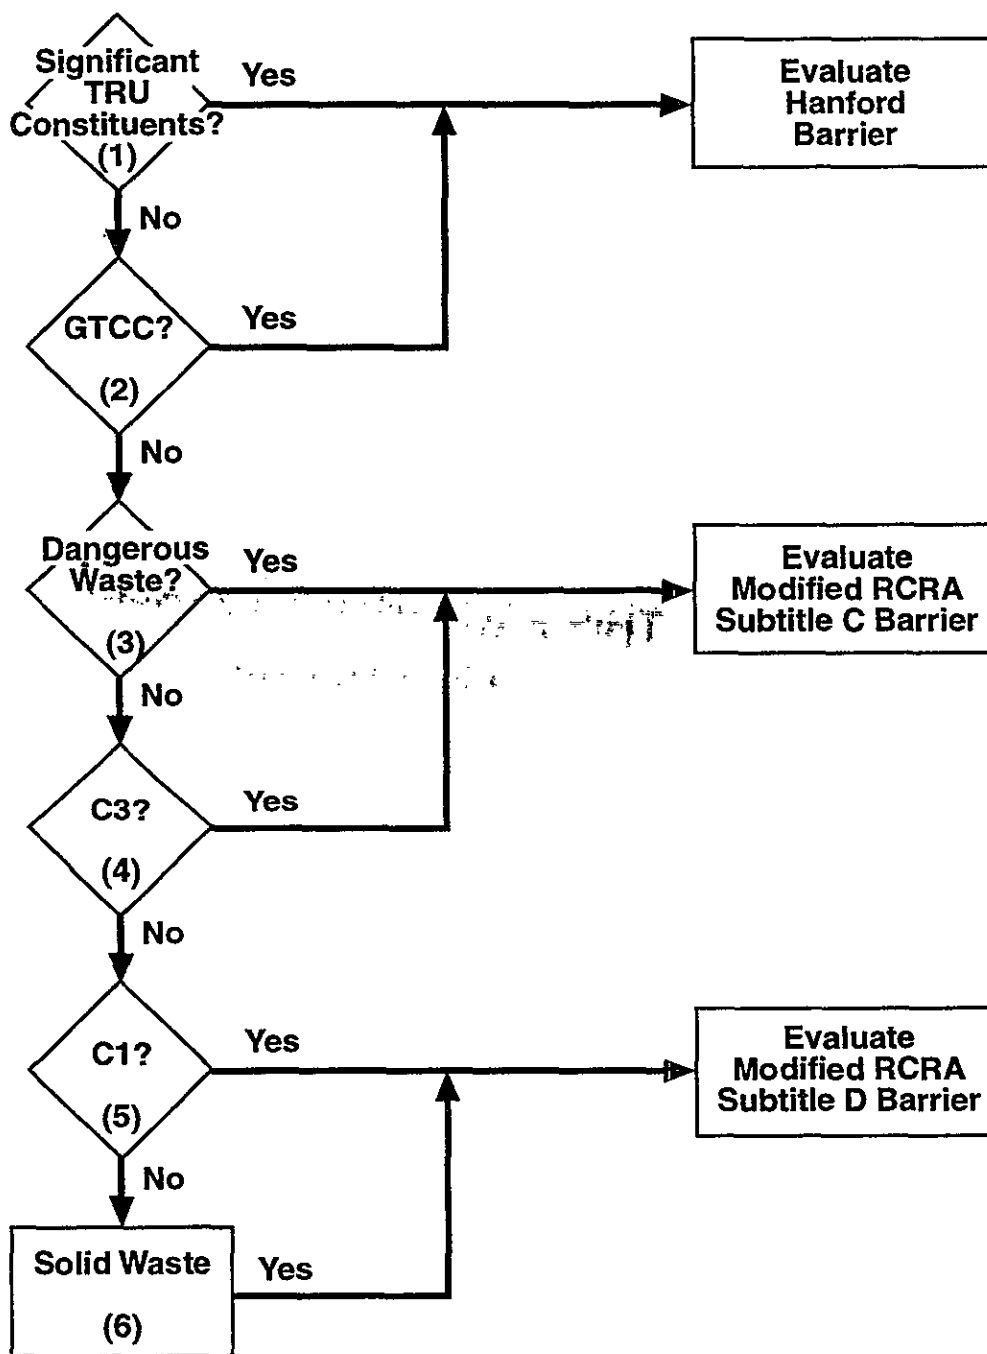 Significant
TRU
Constituents?
(1)
Yes
Evaluate
Hanford
Barrier
No
GTCC?
(2)
Yes
No
Dangerous
Waste?
(3)
Yes
Evaluate
Modified RCRA
Subtitle C Barrier
No
C3?
(4)
Yes
No
C1?
(5)
Yes
Evaluate
Modified RCRA
Subtitle D Barrier
No
Solid Waste
(6)
Yes